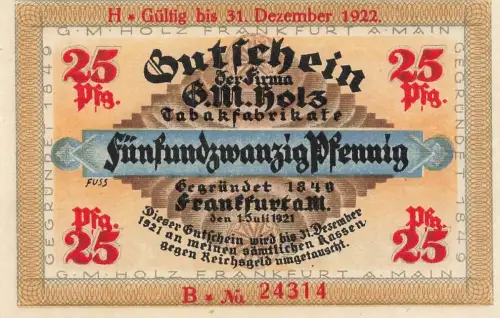 H * Gültig bis 31. Dezember 1922.
G·M·HOLZ FRANKFURT A·MAIN
GEGRÜNDET 1849
GEGRÜNDET 1849
25
Pfg.
25
Pfg.
Gutschein
Der Firma
G.M. Holz
Tabakfabrikate
Fünfundzwanzig Pfennig
FUSS
Gegründet 1849
Frankfurt a M.
den 1. Juli 1921
Dieser Gutschein wird bis 31. Dezember
1921 an meinen sämtlichen Kassen
gegen Reichsgeld umgetauscht.
Pfg.
25
Pfg.
25
G·M·HOLZ FRANKFURT A·MAIN
B * № 24314